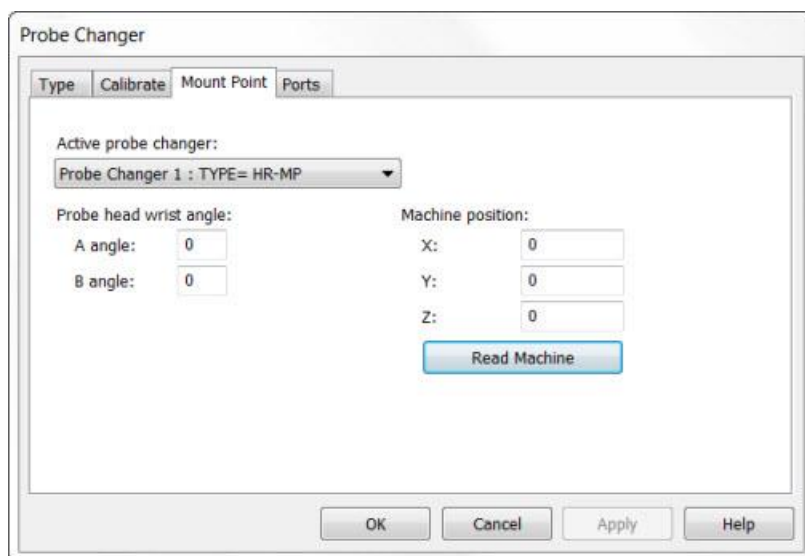 Probe Changer
Type Calibrate Mount Point Ports
Active probe changer:
Probe Changer 1 : TYPE= HR-MP
Probe head wrist angle: Machine position:
A angle: 0 X: 0
B angle: 0 Y: 0
Z: 0
Read Machine
OK Cancel Apply Help